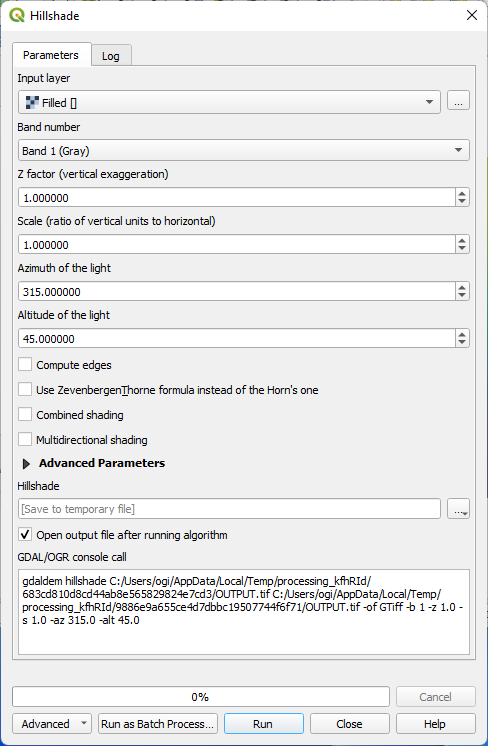 Hillshade
Parameters
Log
Input layer
Filled []
...
Band number
Band 1 (Gray)
Z factor (vertical exaggeration)
1.000000
Scale (ratio of vertical units to horizontal)
1.000000
Azimuth of the light
315.000000
Altitude of the light
45.000000
Compute edges
Use ZevenbergenThorne formula instead of the Horn's one
Combined shading
Multidirectional shading
Advanced Parameters
Hillshade
[Save to temporary file]
...
Open output file after running algorithm
GDAL/OGR console call
gdaldem hillshade C:/Users/ogi/AppData/Local/Temp/processing_kfhRId/
683cd810d8cd44ab8e565829824e7cd3/OUTPUT.tif C:/Users/ogi/AppData/Local/Temp/
processing_kfhRId/9886e9a655ce4d7dbbc19507744f6f71/OUTPUT.tif -of GTiff -b 1 -z 1.0 -
s 1.0 -az 315.0 -alt 45.0
0%
Cancel
Advanced
Run as Batch Process...
Run
Close
Help